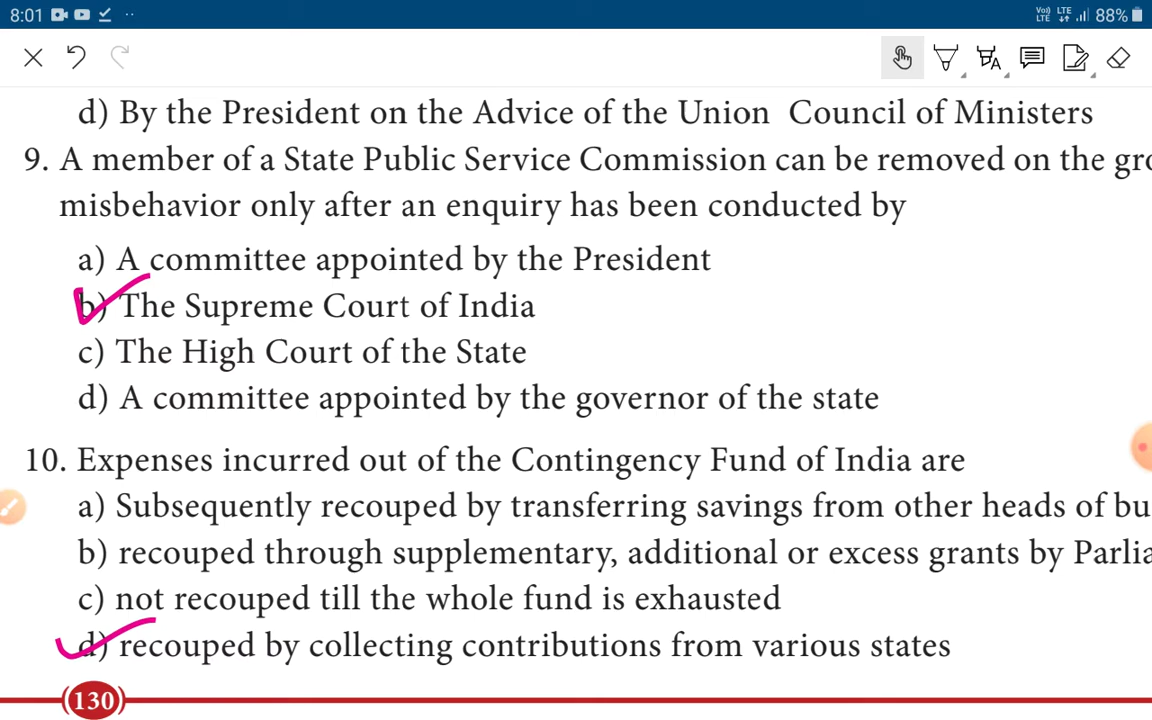 8:01
Vo) LTE LTE 88%
d) By the President on the Advice of the Union Council of Ministers
9. A member of a State Public Service Commission can be removed on the gro
misbehavior only after an enquiry has been conducted by
a) A committee appointed by the President
b) The Supreme Court of India
c) The High Court of the State
d) A committee appointed by the governor of the state
10. Expenses incurred out of the Contingency Fund of India are
a) Subsequently recouped by transferring savings from other heads of bu
b) recouped through supplementary, additional or excess grants by Parlia
c) not recouped till the whole fund is exhausted
d) recouped by collecting contributions from various states
130